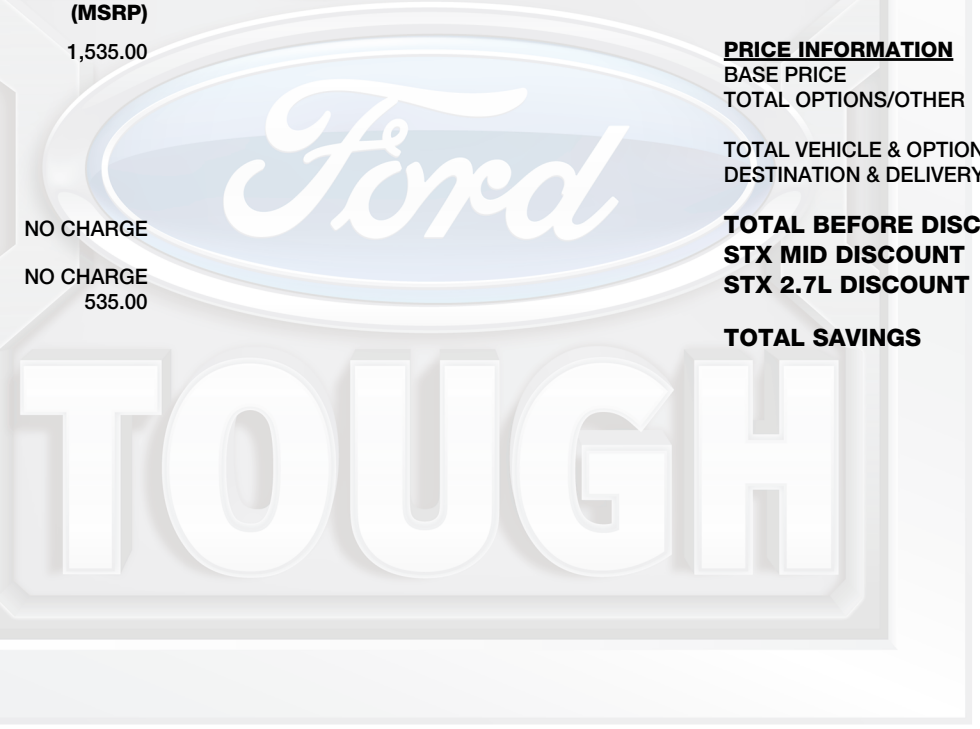 (MSRP)
1,535.00
NO CHARGE
NO CHARGE
535.00
PRICE INFORMATION
BASE PRICE
TOTAL OPTIONS/OTHER
TOTAL VEHICLE & OPTION
DESTINATION & DELIVERY
TOTAL BEFORE DISC
STX MID DISCOUNT
STX 2.7L DISCOUNT
TOTAL SAVINGS
Ford
TOUGH